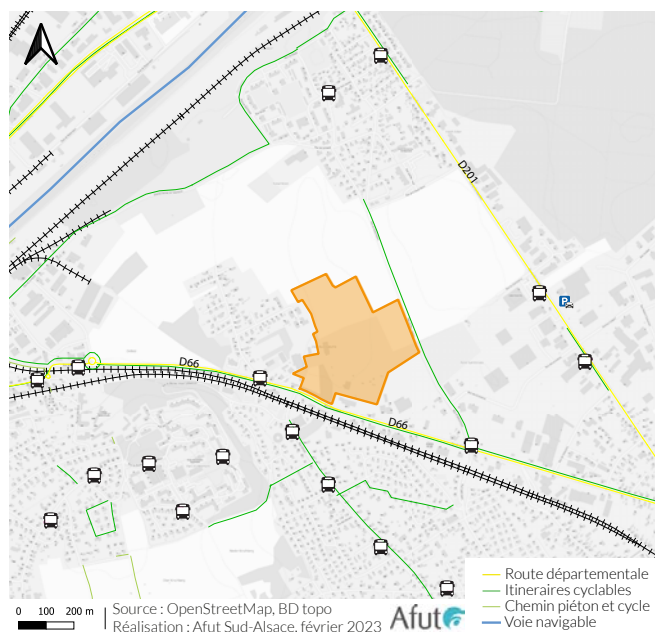 D201
P
D66
D66
Route départementale
Itineraires cyclables
Chemin piéton et cycle
Voie navigable
0 100 200 m
Source : OpenStreetMap, BD topo
Réalisation : Afut Sud-Alsace, février 2023
Afut